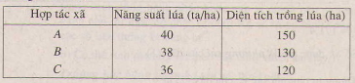 Hợp tác xã Năng suất lúa (tạ/ha) Diện tích trồng lúa (ha)
A 40 150
B 38 130
C 36 120